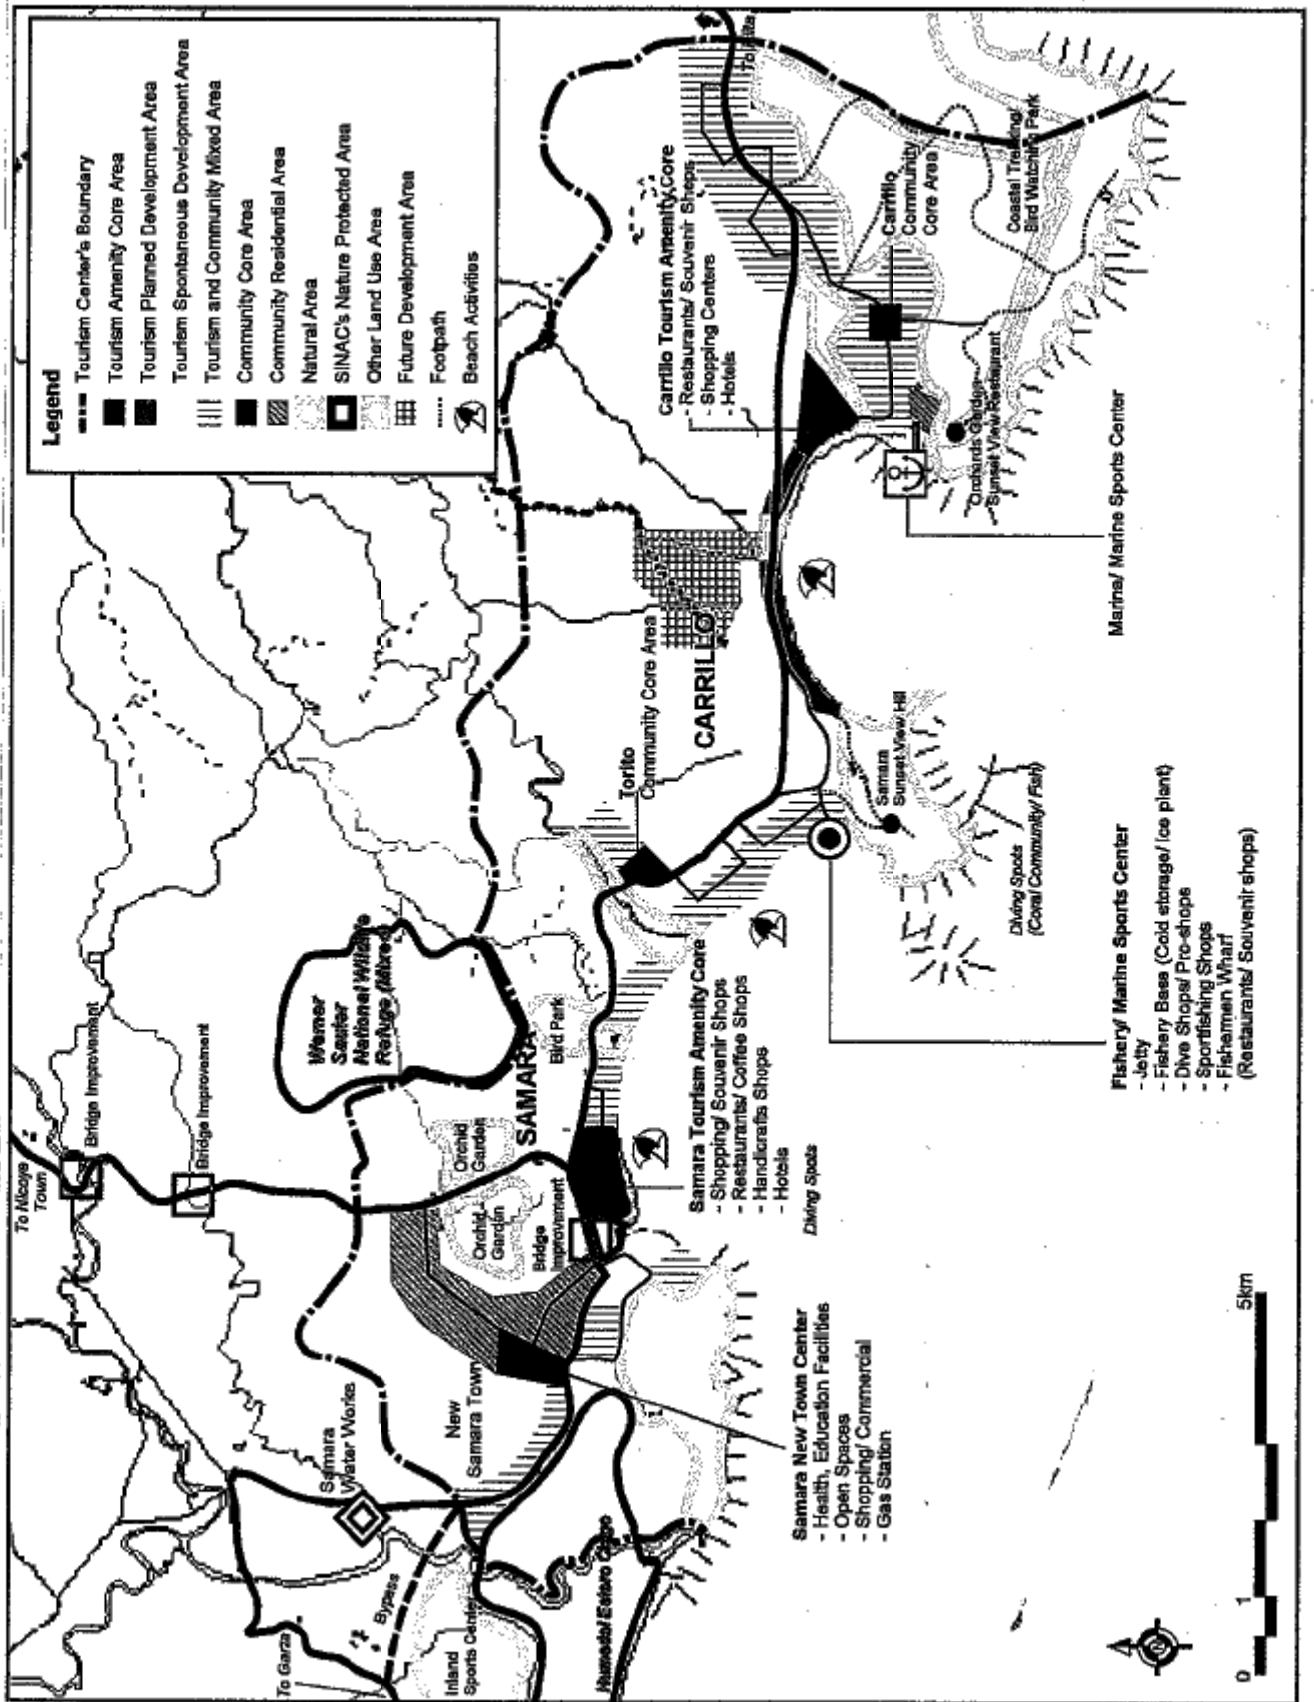 Legend
Tourism Center's Boundary
Tourism Amenity Core Area
Tourism Planned Development Area
Tourism Spontaneous Development Area
Tourism and Community Mixed Area
Community Core Area
Community Residential Area
Natural Area
SINAC's Nature Protected Area
Other Land Use Area
Future Development Area
Footpath
Beach Activities
To Nicoya
Town
Bridge Improvement
Bridge Improvement
Werner
Sauter
National Wildlife
Refuge (Mixed)
Samara
Water Works
To Garza
Bypass
Inland
Sports Center
Humedal Estero
New
Samara Town
Orchid
Garden
Orchid
Garden
Bridge
Improvement
SAMARA
Bird Park
Torito
Community Core Area
CARRILLO
Carrillo Tourism Amenity Core
- Restaurants/ Souvenir Shops
- Shopping Centers
- Hotels
Carrillo
Community
Core Area
Coastal Trekking/
Bird Watching Park
Orchards Garden
Sunset View Restaurant
Marina/ Marine Sports Center
Samara
Sunset View Hill
Diving Spots
(Coral Community/ Fish)
Samara Tourism Amenity Core
- Shopping/ Souvenir Shops
- Restaurants/ Coffee Shops
- Handicrafts Shops
- Hotels
Diving Spots
Fishery/ Marine Sports Center
- Jetty
- Fishery Base (Cold storage/ ice plant)
- Dive Shops/ Pro-shops
- Sportfishing Shops
- Fishermen Wharf
(Restaurants/ Souvenir shops)
Samara New Town Center
- Health, Education Facilities
- Open Spaces
- Shopping/ Commercial
- Gas Station
0 1 5km